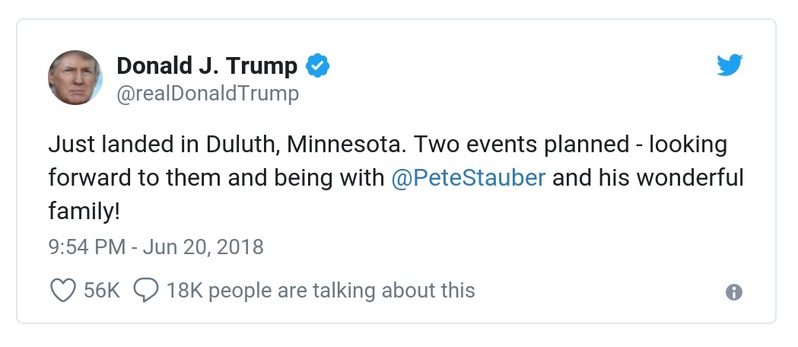 Donald J. Trump
@realDonaldTrump
Just landed in Duluth, Minnesota. Two events planned - looking
forward to them and being with @PeteStauber and his wonderful
family!
9:54 PM - Jun 20, 2018
56K 18K people are talking about this